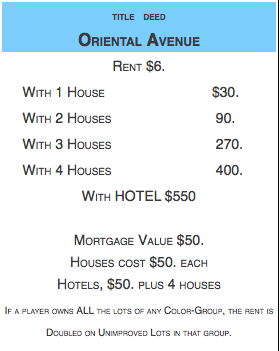 TITLE DEED
ORIENTAL AVENUE
RENT $6.
WITH 1 HOUSE $30.
WITH 2 HOUSES 90.
WITH 3 HOUSES 270.
WITH 4 HOUSES 400.
WITH HOTEL $550
MORTGAGE VALUE $50.
HOUSES COST $50. EACH
HOTELS, $50. PLUS 4 HOUSES
IF A PLAYER OWNS ALL THE LOTS OF ANY COLOR-GROUP, THE RENT IS
DOUBLED ON UNIMPROVED LOTS IN THAT GROUP.